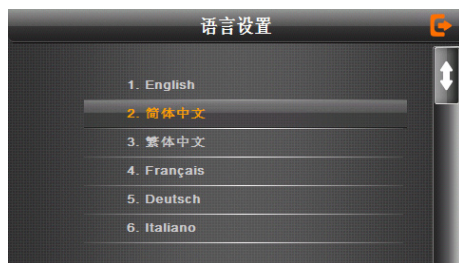 语言设置
1. English
2. 简体中文
3. 繁体中文
4. Français
5. Deutsch
6. Italiano